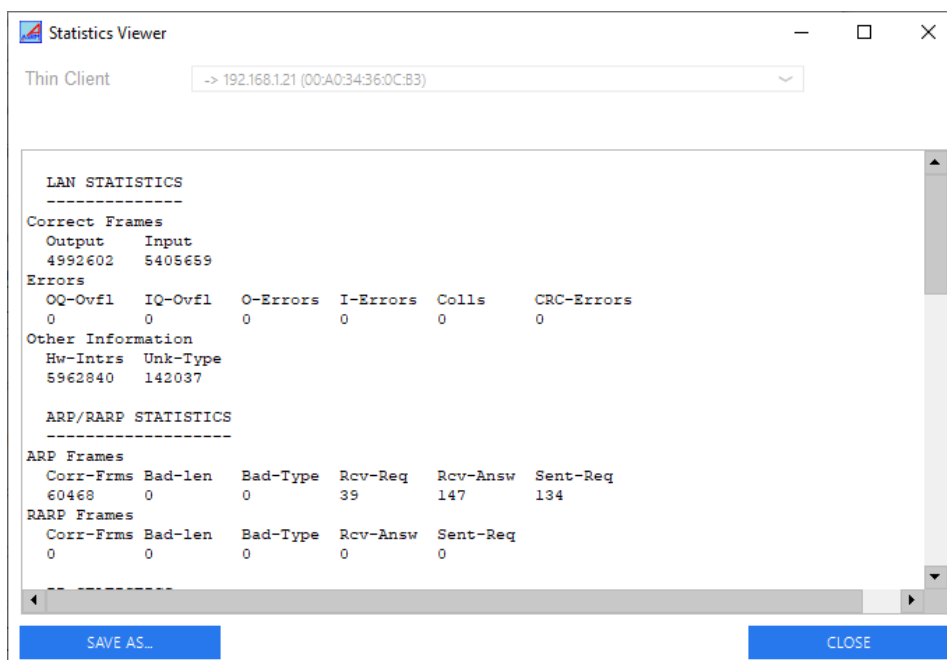 Statistics Viewer
Thin Client -> 192.168.1.21 (00:A0:34:36:0C:B3)
LAN STATISTICS
--------------
Correct Frames
Output Input
4992602 5405659
Errors
OQ-Ovfl IQ-Ovfl O-Errors I-Errors Colls CRC-Errors
0 0 0 0 0 0
Other Information
Hw-Intrs Unk-Type
5962840 142037
ARP/RARP STATISTICS
-------------------
ARP Frames
Corr-Frms Bad-len Bad-Type Rcv-Req Rcv-Answ Sent-Req
60468 0 0 39 147 134
RARP Frames
Corr-Frms Bad-len Bad-Type Rcv-Answ Sent-Req
0 0 0 0 0
SAVE AS... CLOSE